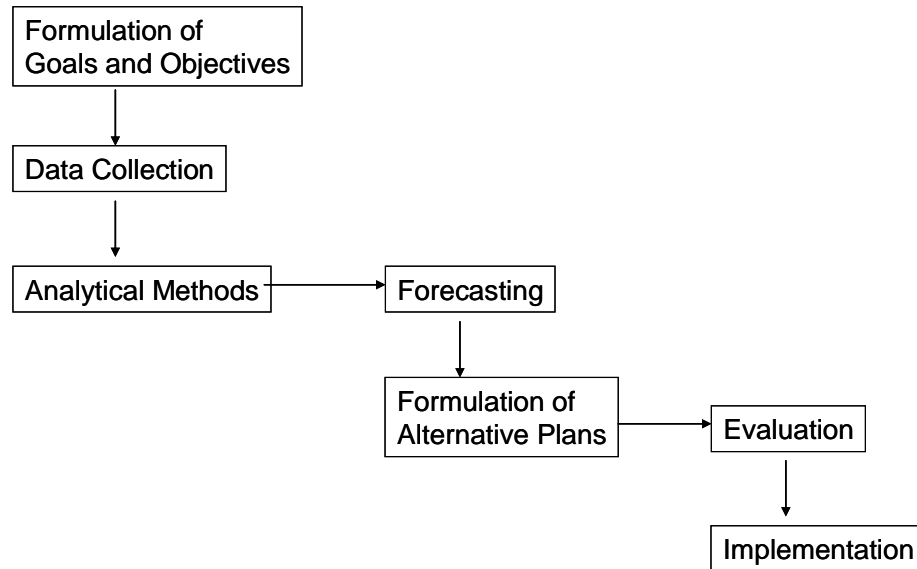 Formulation of
Goals and Objectives
Data Collection
Analytical Methods
Forecasting
Formulation of
Alternative Plans
Evaluation
Implementation